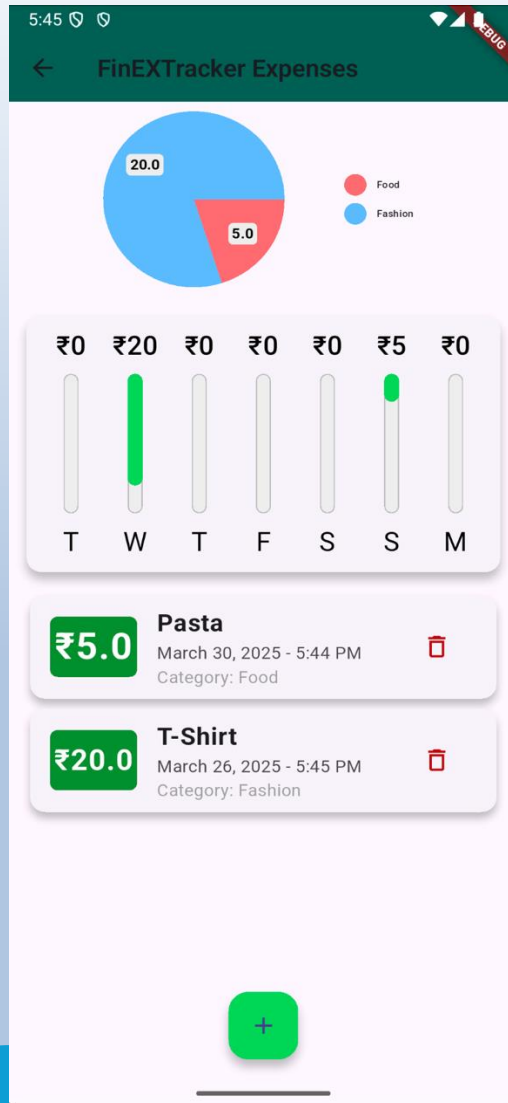 5:45
EBUG
FinEXTracker Expenses
20.0
5.0
Food
Fashion
₹0 ₹20 ₹0 ₹0 ₹0 ₹5 ₹0
T W T F S S M
₹5.0
Pasta
March 30, 2025 - 5:44 PM
Category: Food
₹20.0
T-Shirt
March 26, 2025 - 5:45 PM
Category: Fashion
+